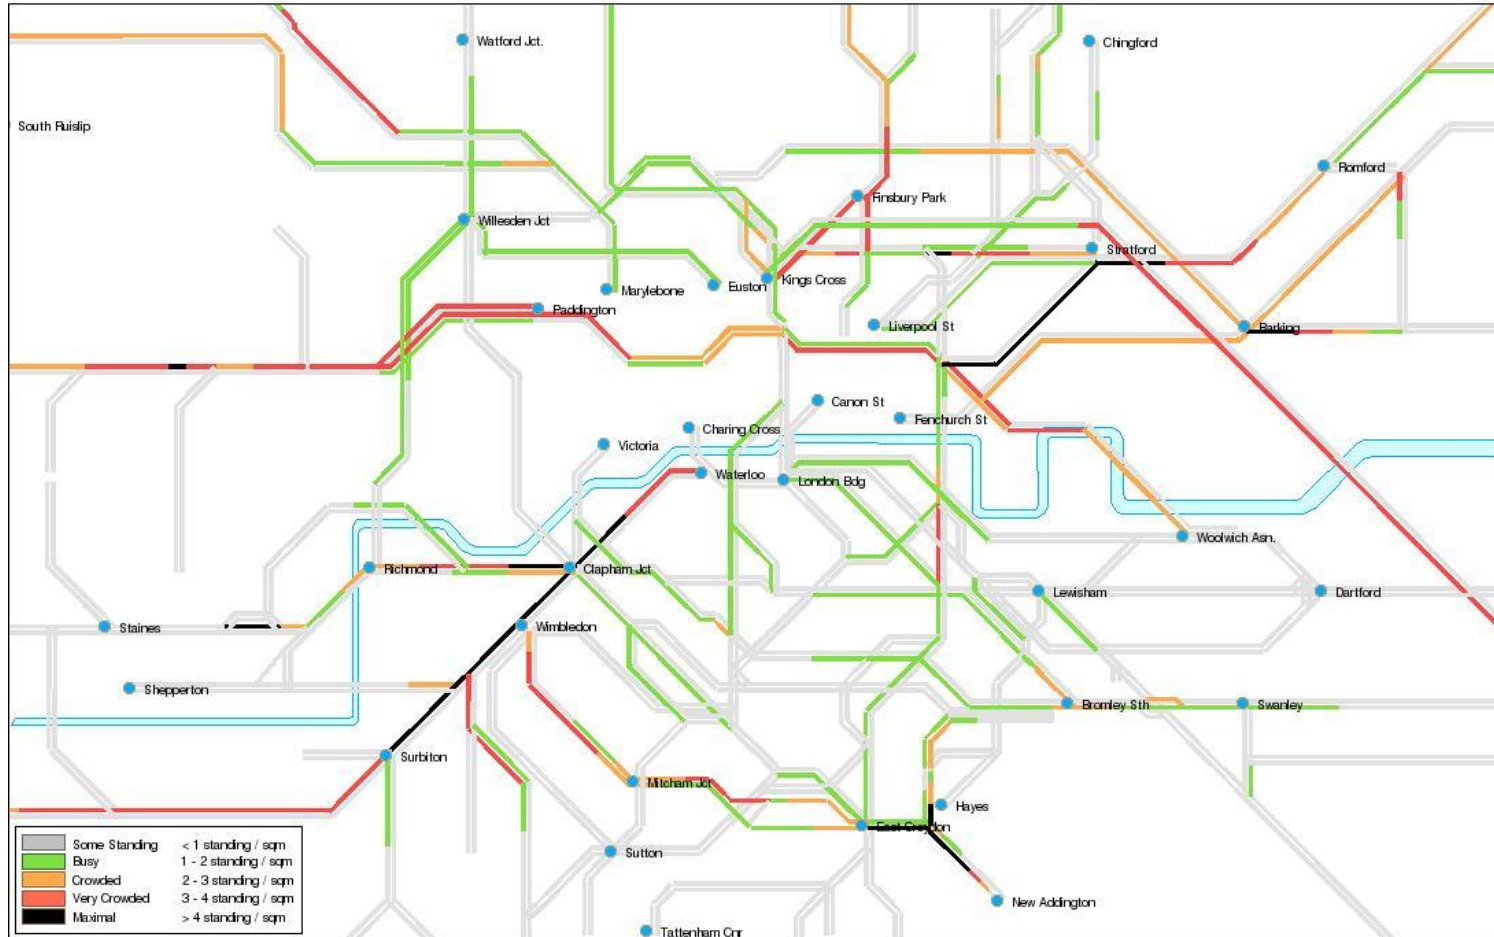 Watford Jct.
Chingford
South Ruislip
Romford
Finsbury Park
Willesden Jct
Stratford
Kings Cross
Euston
Marylebone
Paddington
Liverpool St
Barking
Canon St
Fenchurch St
Charing Cross
Victoria
Waterloo
London Bdg
Woolwich Asn.
Richmond
Clapham Jct
Lewisham
Dartford
Staines
Wimbledon
Shepperton
Bromley Sth
Swanley
Surbiton
Mitcham Jct
Hayes
East Croydon
Sutton
New Addington
Tattenham Cnr
Some Standing < 1 standing / sqm
Busy 1 - 2 standing / sqm
Crowded 2 - 3 standing / sqm
Very Crowded 3 - 4 standing / sqm
Maximal > 4 standing / sqm